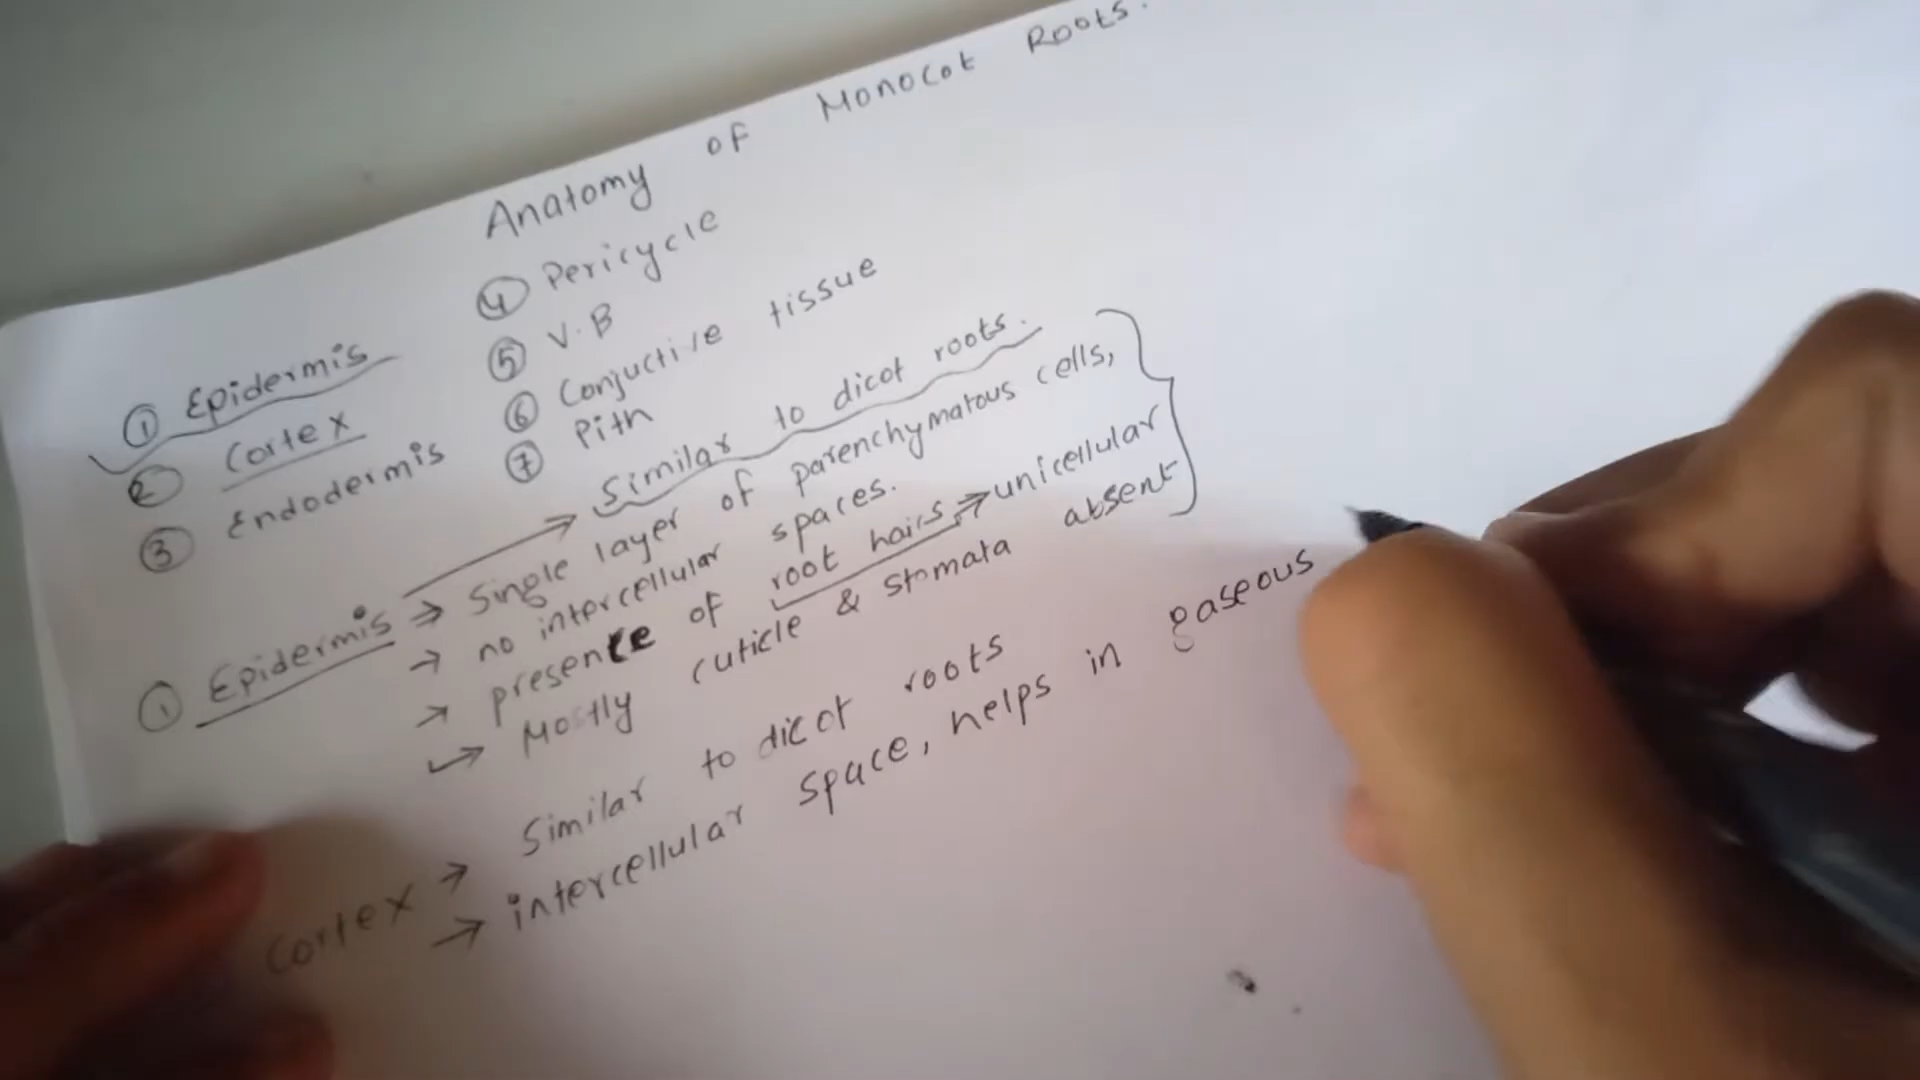 Anatomy of Monocot Roots.
① Epidermis
② Cortex
③ Endodermis
④ Pericycle
⑤ V.B
⑥ Conjuctive tissue
⑦ Pith
① Epidermis → Similar to dicot roots.
⇒ Single layer of parenchymatous cells,
→ no intercellular spaces.
→ presence of root hairs ⇒ unicellular
→ Mostly cuticle & stomata absent
Cortex → Similar to dicot roots
→ intercellular space, helps in gaseous